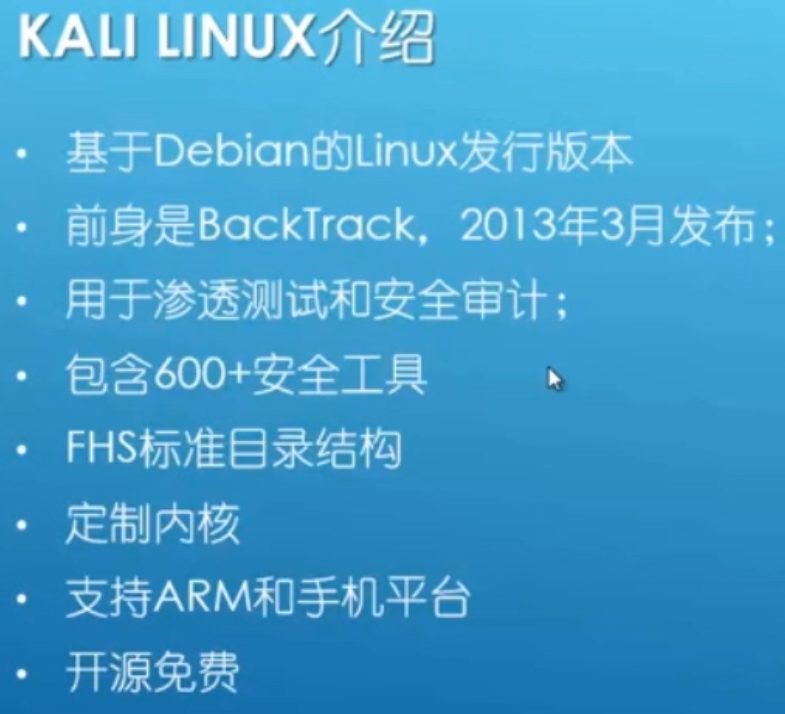 KALI LINUX介绍
• 基于Debian的Linux发行版本
• 前身是BackTrack，2013年3月发布；
• 用于渗透测试和安全审计；
• 包含600+安全工具
• FHS标准目录结构
• 定制内核
• 支持ARM和手机平台
• 开源免费